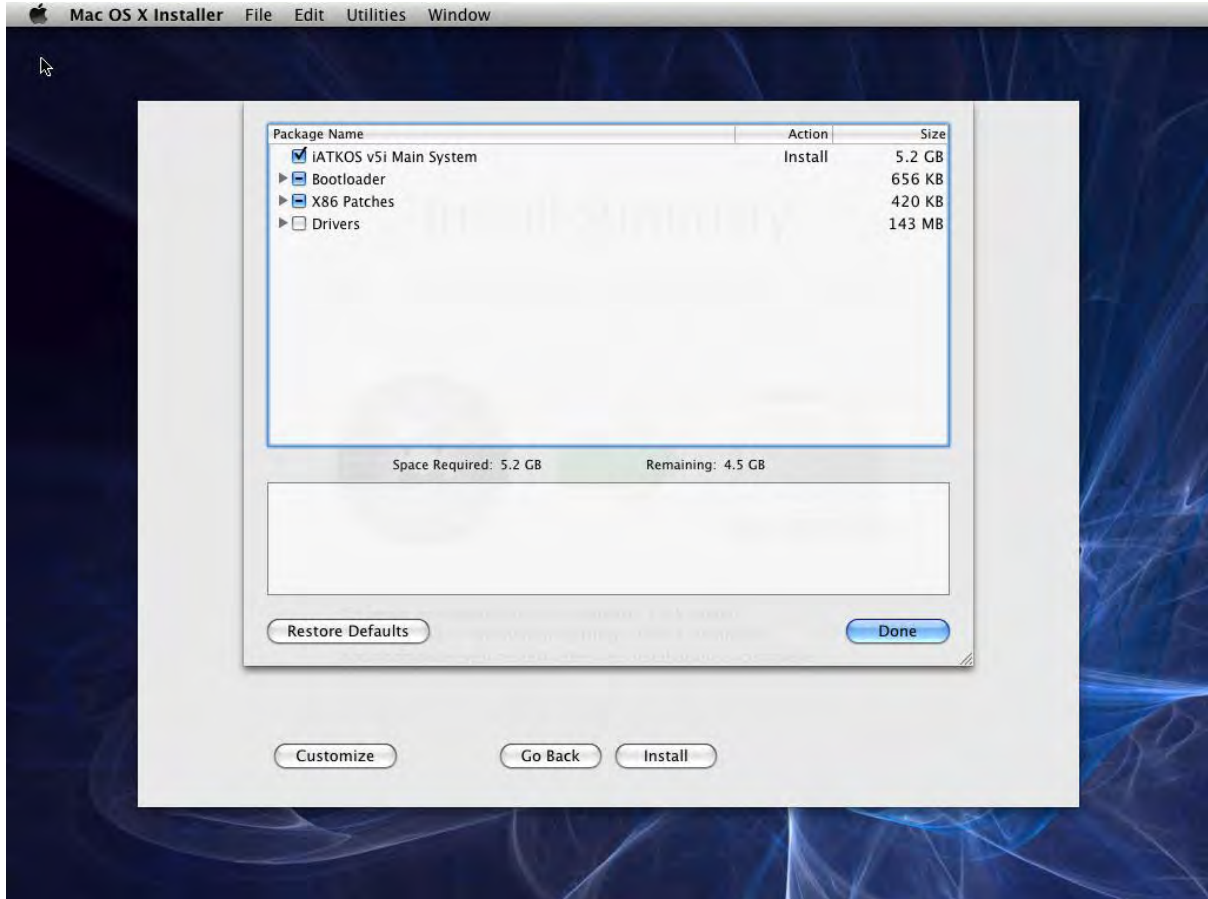 Mac OS X Installer File Edit Utilities Window
Package Name Action Size
iATKOS v5i Main System Install 5.2 GB
Bootloader 656 KB
X86 Patches 420 KB
Drivers 143 MB
Space Required: 5.2 GB Remaining: 4.5 GB
Restore Defaults Done
Customize Go Back Install